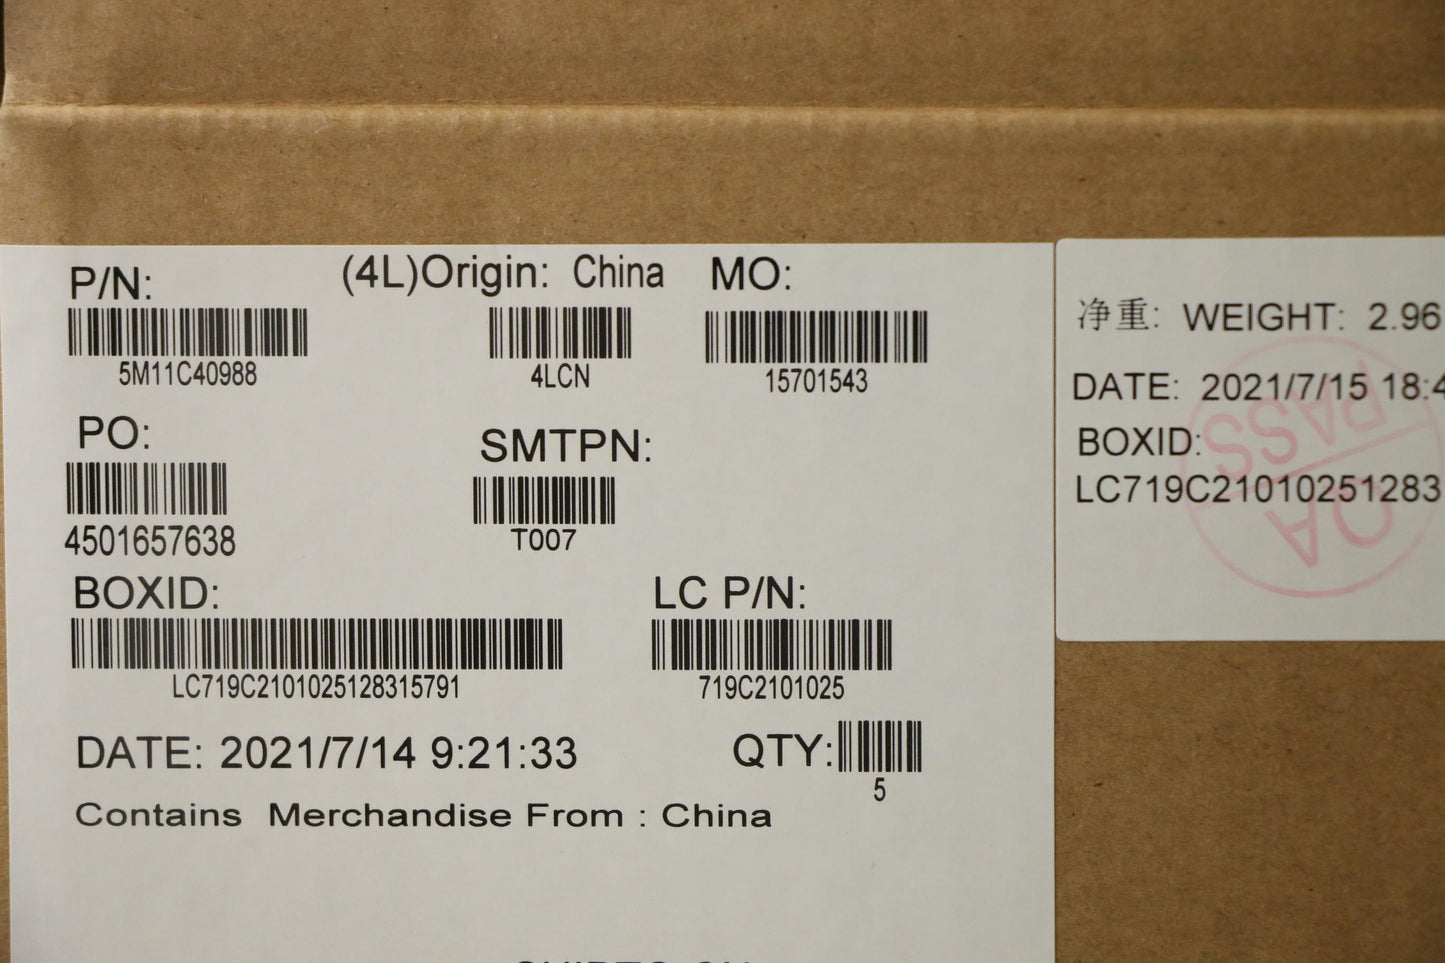 P/N:
5M11C40988
(4L)Origin: China
4LCN
MO:
15701543
PO:
4501657638
SMTPN:
T007
BOXID:
LC719C2101025128315791
LC P/N:
719C2101025
DATE: 2021/7/14 9:21:33
QTY:
5
Contains Merchandise From : China
净重: WEIGHT: 2.96
DATE: 2021/7/15 18:4
BOXID:
LC719C21010251283
QA
PASS